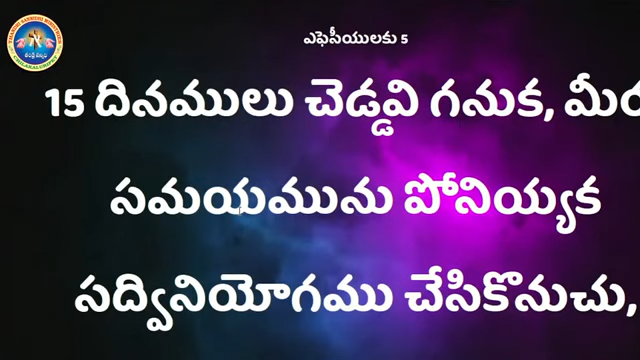 ఎఫెసీయులకు 5
15 దినములు చెడ్డవి గనుక, మీరు
సమయమును పోనియ్యక
సద్వినియోగము చేసికొనుచు,